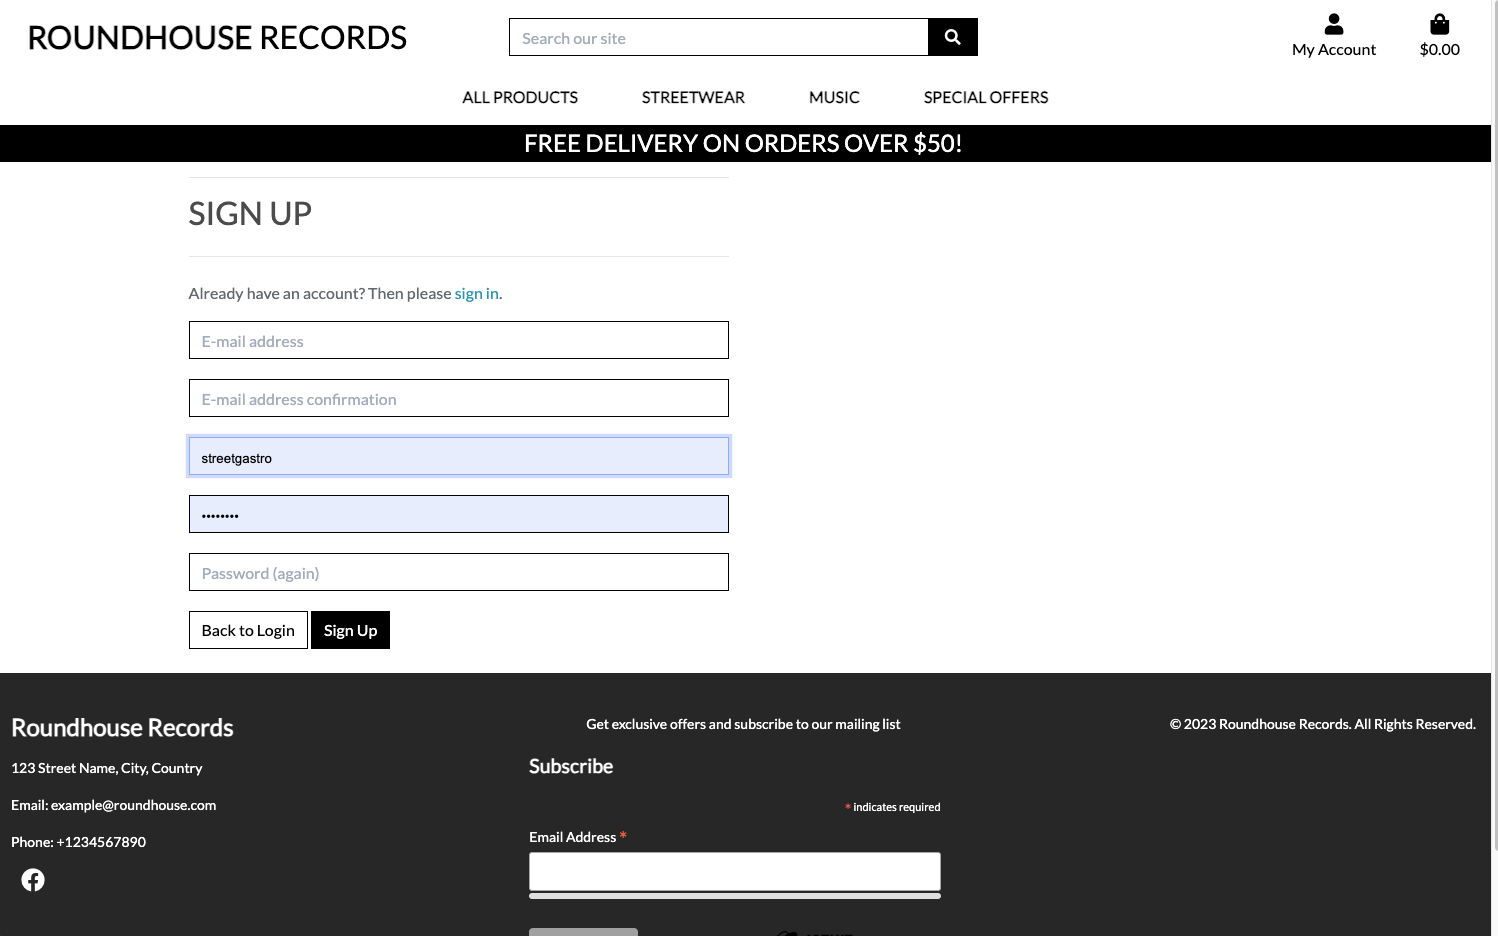 ROUNDHOUSE RECORDS
Search our site
My Account
$0.00
ALL PRODUCTS
STREETWEAR
MUSIC
SPECIAL OFFERS
FREE DELIVERY ON ORDERS OVER $50!
SIGN UP
Already have an account? Then please sign in.
E-mail address
E-mail address confirmation
streetgastro
••••••••
Password (again)
Back to Login
Sign Up
Roundhouse Records
123 Street Name, City, Country
Email: example@roundhouse.com
Phone: +1234567890
Get exclusive offers and subscribe to our mailing list
Subscribe
* indicates required
Email Address *
© 2023 Roundhouse Records. All Rights Reserved.